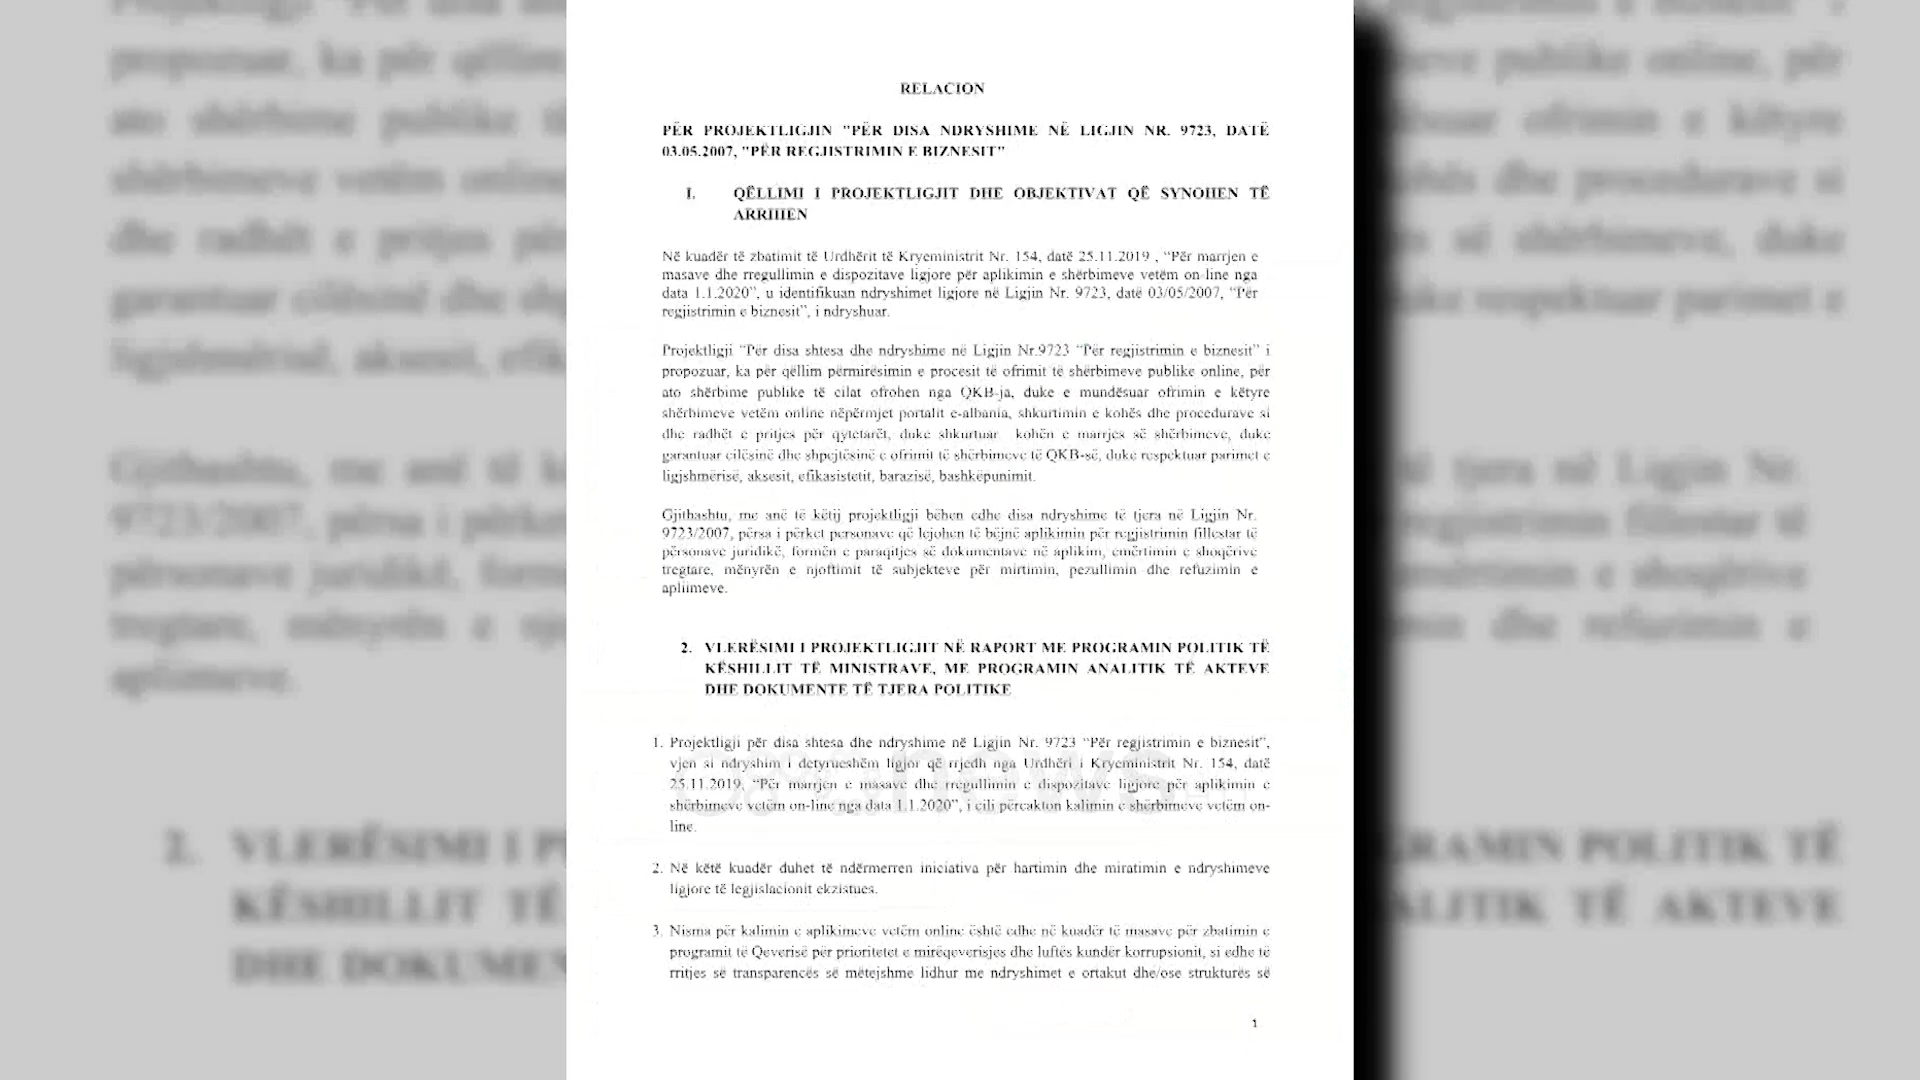 RELACION
PËR PROJEKTLIGJIN "PËR DISA NDRYSHIME NË LIGJIN NR. 9723, DATË
03.05.2007, "PËR REGJISTRIMIN E BIZNESIT"
I. QËLLIMI I PROJEKTLIGJIT DHE OBJEKTIVAT QË SYNOHEN TË
ARRIHEN
Në kuadër të zbatimit të Urdhërit të Kryeministrit Nr. 154, datë 25.11.2019 , “Për marrjen e
masave dhe rregullimin e dispozitave ligjore për aplikimin e shërbimeve vetëm on-line nga
data 1.1.2020”, u identifikuan ndryshimet ligjore në Ligjin Nr. 9723, datë 03/05/2007, “Për
regjistrimin e biznesit”, i ndryshuar.
Projektligji “Për disa shtesa dhe ndryshime në Ligjin Nr.9723 “Për regjistrimin e biznesit” i
propozuar, ka për qëllim përmirësimin e procesit të ofrimit të shërbimeve publike online, për
ato shërbime publike të cilat ofrohen nga QKB-ja, duke e mundësuar ofrimin e këtyre
shërbimeve vetëm online nëpërmjet portalit e-albania, shkurtimin e kohës dhe procedurave si
dhe radhët e pritjes për qytetarët, duke shkurtuar kohën e marrjes së shërbimeve, duke
garantuar cilësinë dhe shpejtësinë e ofrimit të shërbimeve të QKB-së, duke respektuar parimet e
ligjshmërisë, aksesit, efikasistetit, barazisë, bashkëpunimit.
Gjithashtu, me anë të këtij projektligji bëhen edhe disa ndryshime të tjera në Ligjin Nr.
9723/2007, përsa i përket personave që lejohen të bëjnë aplikimin për regjistrimin fillestar të
përsonave juridikë, formën e paraqitjes së dokumentave në aplikim, emërtimin e shoqërive
tregtare, mënyrën e njoftimit të subjekteve për mirtimin, pezullimin dhe refuzimin e
apliimeve.
2. VLERËSIMI I PROJEKTLIGJIT NË RAPORT ME PROGRAMIN POLITIK TË
KËSHILLIT TË MINISTRAVE, ME PROGRAMIN ANALITIK TË AKTEVE
DHE DOKUMENTE TË TJERA POLITIKE
1. Projektligji për disa shtesa dhe ndryshime në Ligjin Nr. 9723 “Për regjistrimin e biznesit”,
vjen si ndryshim i detyrueshëm ligjor që rrjedh nga Urdhëri i Kryeministrit Nr. 154, datë
25.11.2019, “Për marrjen e masave dhe rregullimin e dispozitave ligjore për aplikimin e
shërbimeve vetëm on-line nga data 1.1.2020”, i cili përcakton kalimin e shërbimeve vetëm on-
line.
2. Në këtë kuadër duhet të ndërmerren iniciativa për hartimin dhe miratimin e ndryshimeve
ligjore të legjislacionit ekzistues.
3. Nisma për kalimin e aplikimeve vetëm online është edhe në kuadër të masave për zbatimin e
programit të Qeverisë për prioritetet e mirëqeverisjes dhe luftës kundër korrupsionit, si edhe të
rritjes së transparencës së mëtejshme lidhur me ndryshimet e ortakut dhe/ose strukturës së
1
news